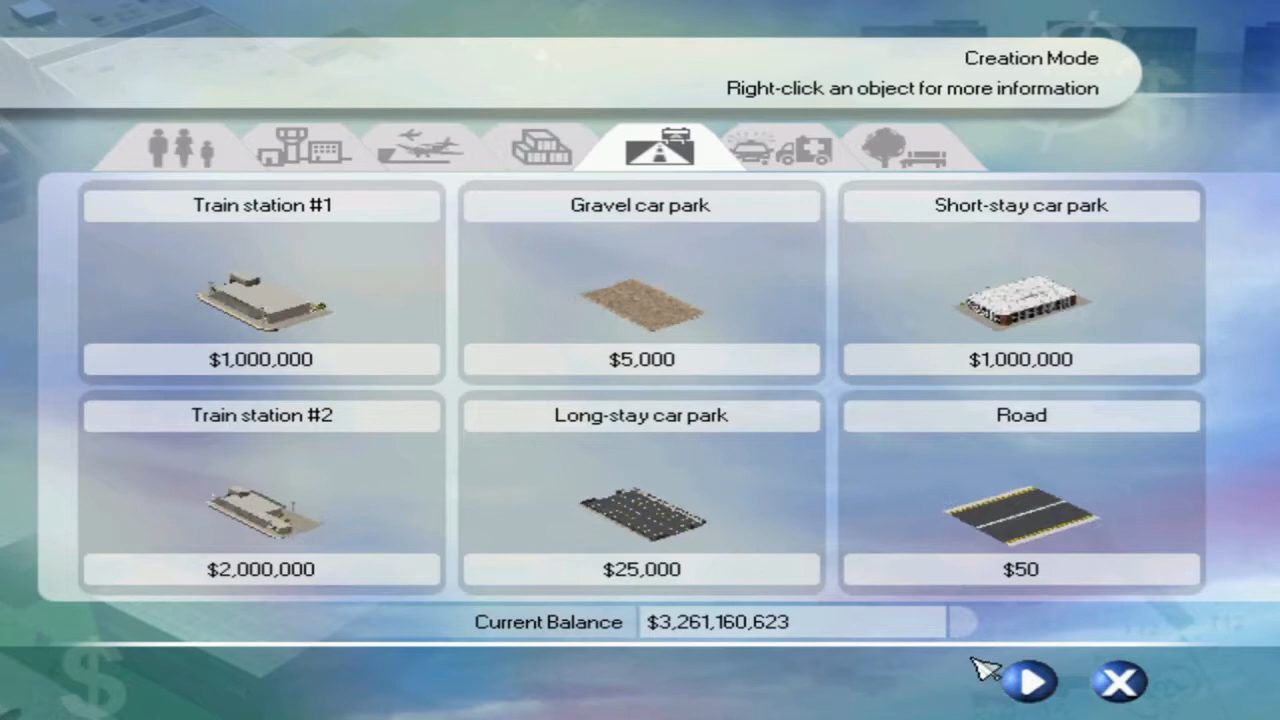 Creation Mode
Right-click an object for more information
Train station #1
Gravel car park
Short-stay car park
$1,000,000
$5,000
$1,000,000
Train station #2
Long-stay car park
Road
$2,000,000
$25,000
$50
Current Balance
$3,261,160,623